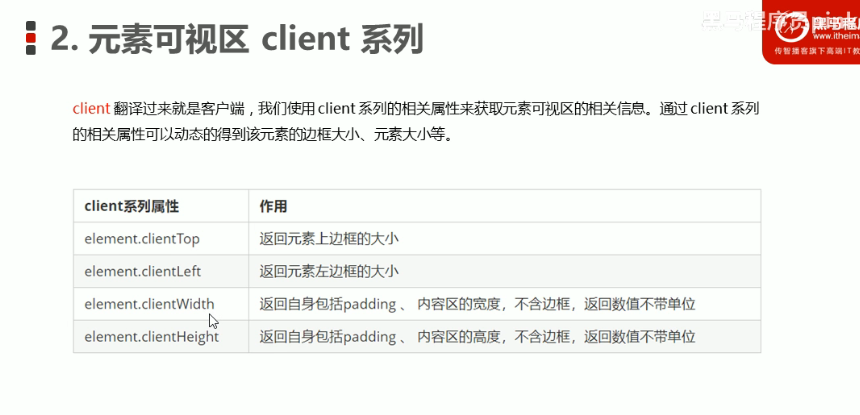 2. 元素可视区 client 系列
黑马程
www.itheima
传智播客旗下高端IT教
client 翻译过来就是客户端，我们使用 client 系列的相关属性来获取元素可视区的相关信息。通过 client 系列
的相关属性可以动态的得到该元素的边框大小、元素大小等。
client系列属性 作用
element.clientTop 返回元素上边框的大小
element.clientLeft 返回元素左边框的大小
element.clientWidth 返回自身包括padding 、 内容区的宽度，不含边框，返回数值不带单位
element.clientHeight 返回自身包括padding 、 内容区的高度，不含边框，返回数值不带单位